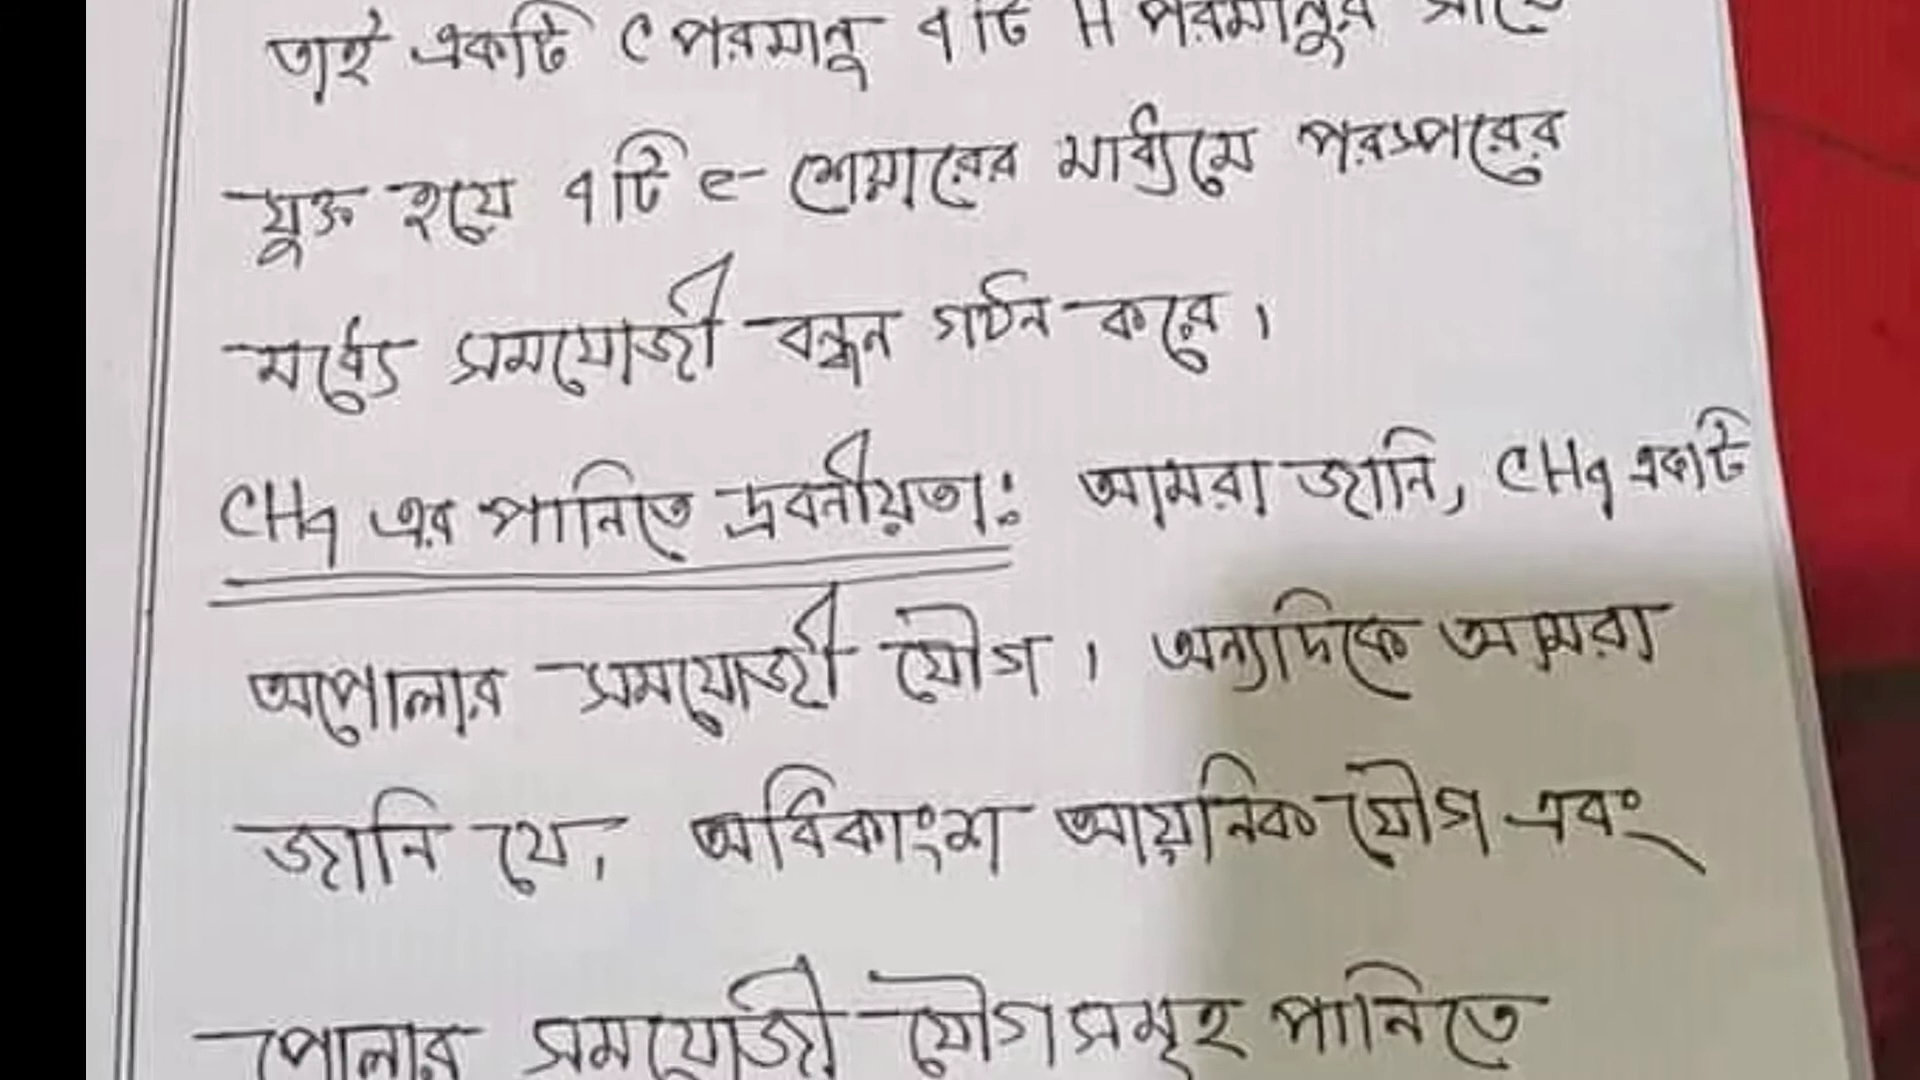 তাই একটি C পরমানু 4টি H পরমানুর সাথে
যুক্ত হয়ে 4টি e- শেয়ারের মাধ্যমে পরস্পরের
মধ্যে সমযোজী বন্ধন গঠন করে।
CH4 এর পানিতে দ্রবনীয়তা: আমরা জানি, CH4 একটি
অপোলার সমযোজী যৌগ। অন্যদিকে আমরা
জানি যে, অধিকাংশ আয়নিক যৌগ এবং
পোলার সমযোজী যৌগসমূহ পানিতে